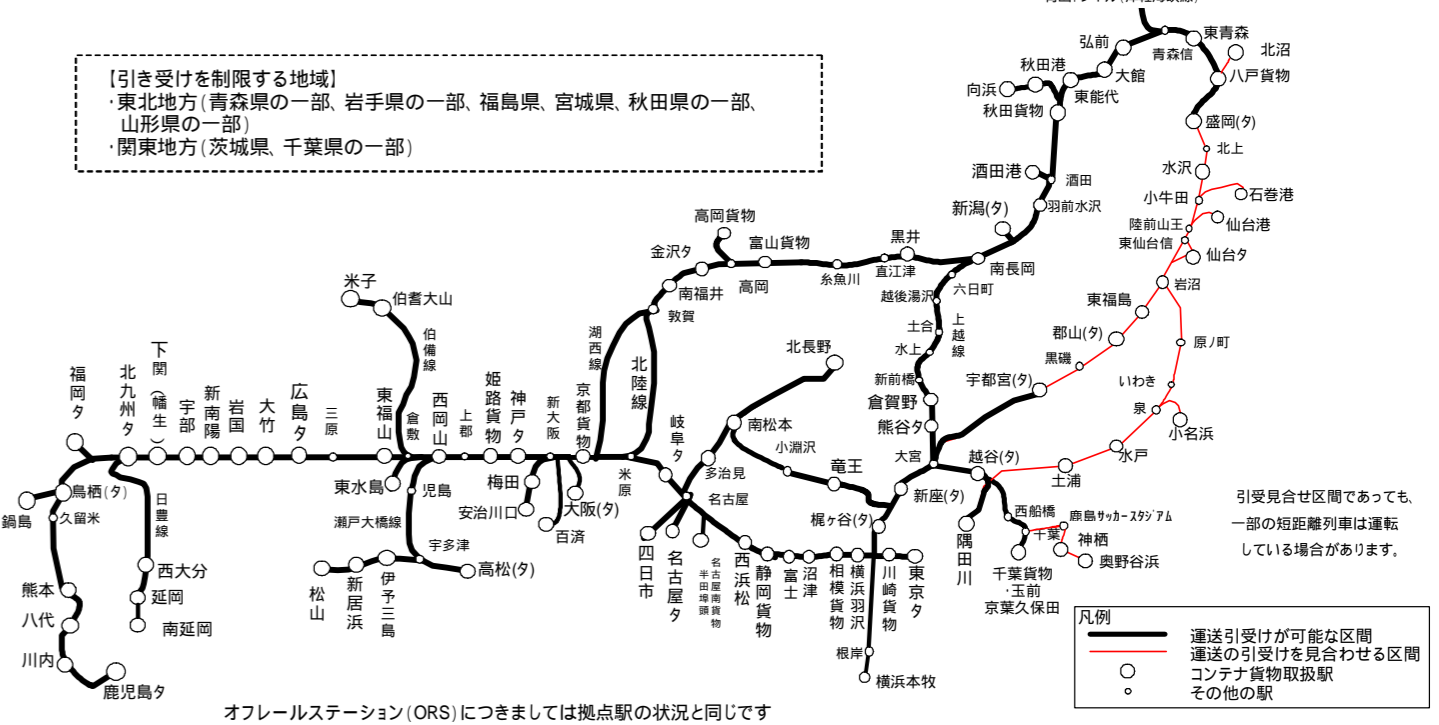 【引き受けを制限する地域】
・東北地方(青森県の一部、岩手県の一部、福島県、宮城県、秋田県の一部、
山形県の一部)
・関東地方(茨城県、千葉県の一部)
東青森
北沼
弘前
青森信
八戸貨物
大館
秋田港
向浜
東能代
秋田貨物
盛岡(タ)
北上
水沢
石巻港
小牛田
酒田港
酒田
羽前水沢
新潟(タ)
陸前山王
仙台港
東仙台信
仙台タ
岩沼
高岡貨物
金沢タ
富山貨物
黒井
南福井
高岡
糸魚川
直江津
南長岡
六日町
越後湯沢
敦賀
東福島
郡山(タ)
黒磯
原ノ町
いわき
泉
小名浜
米子
伯耆大山
伯備線
湖西線
北陸線
土合
上越線
水上
新前橋
倉賀野
熊谷タ
大宮
宇都宮(タ)
北長野
南松本
小淵沢
竜王
多治見
名古屋
岐阜タ
福岡タ
北九州タ
下関(幡生)
宇部
新南陽
岩国
大竹
広島タ
三原
東福山
倉敷
西岡山
上郡
姫路貨物
神戸タ
新大阪
京都貨物
米原
越谷(タ)
土浦
水戸
新座(タ)
鳥栖(タ)
鍋島
久留米
日豊線
東水島
児島
瀬戸大橋線
宇多津
梅田
安治川口
大阪(タ)
百済
梶ヶ谷(タ)
隅田川
西船橋
鹿島サッカースタジアム
千葉
神栖
奥野谷浜
千葉貨物
・玉前
京葉久保田
引受見合せ区間であっても、
一部の短距離列車は運転
している場合があります。
西大分
延岡
南延岡
熊本
八代
川内
鹿児島タ
松山
新居浜
伊予三島
高松(タ)
四日市
名古屋タ
名古屋南貨物
半田埠頭
西浜松
静岡貨物
富士
沼津
相模貨物
横浜羽沢
川崎貨物
東京タ
根岸
横浜本牧
凡例
運送引受けが可能な区間
運送の引受けを見合わせる区間
コンテナ貨物取扱駅
その他の駅
オフレールステーション(ORS)につきましては拠点駅の状況と同じです